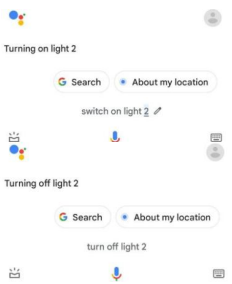 Turning on light 2
Search
About my location
switch on light 2
Turning off light 2
Search
About my location
turn off light 2